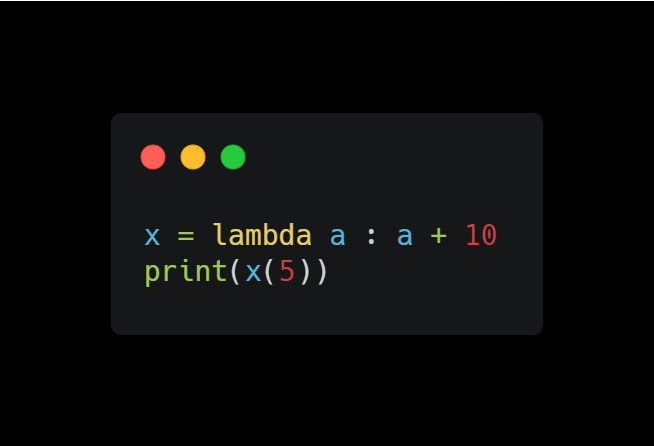 x = lambda a : a + 10
print(x(5))